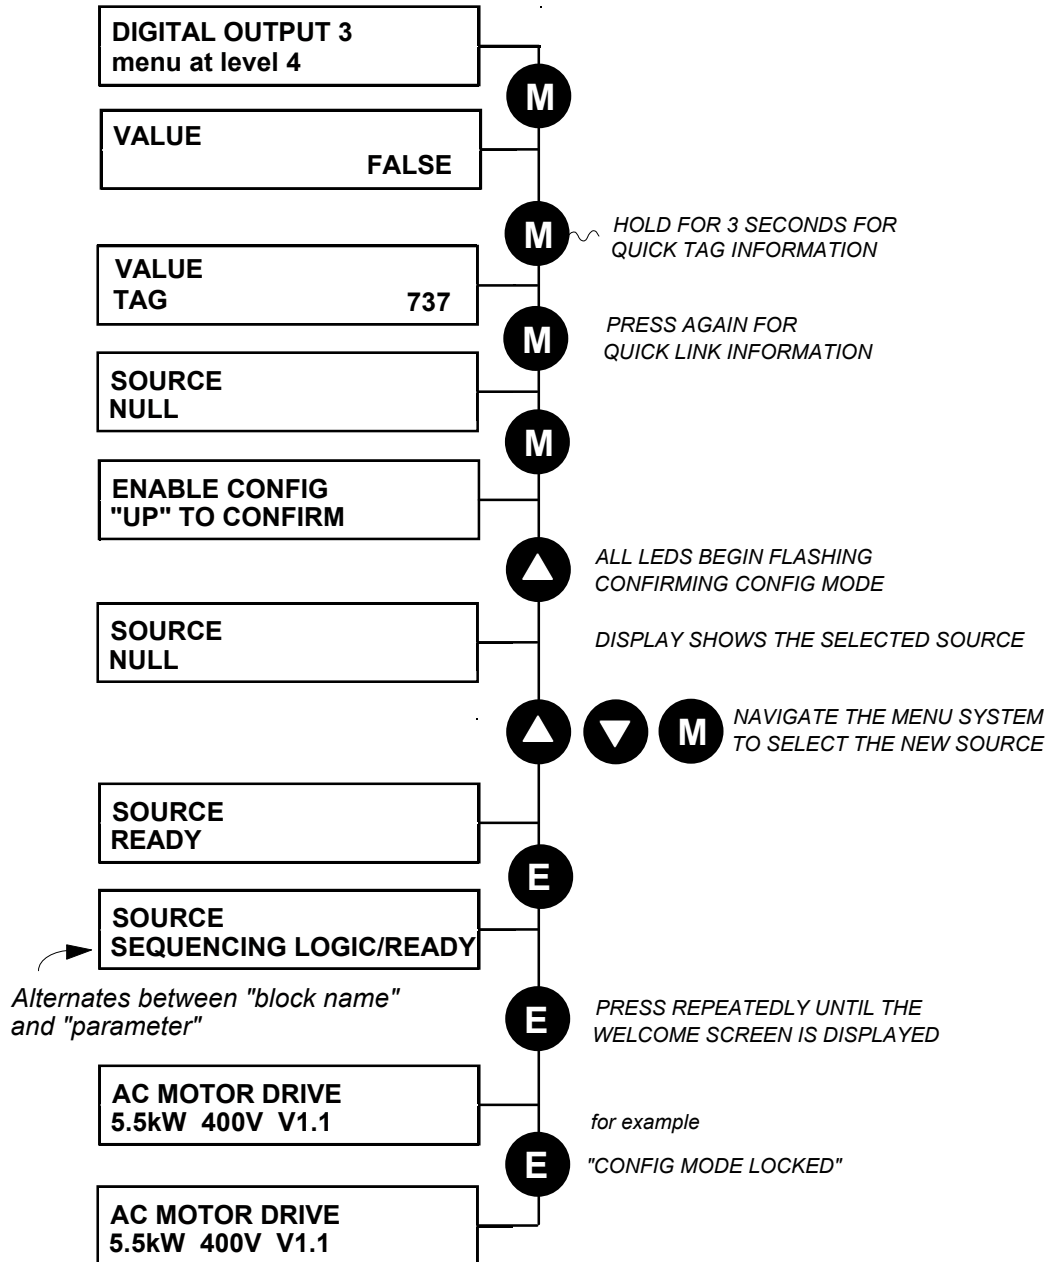 DIGITAL OUTPUT 3
menu at level 4
M
VALUE
FALSE
M
HOLD FOR 3 SECONDS FOR
QUICK TAG INFORMATION
VALUE
TAG 737
M
PRESS AGAIN FOR
QUICK LINK INFORMATION
SOURCE
NULL
M
ENABLE CONFIG
"UP" TO CONFIRM
ALL LEDS BEGIN FLASHING
CONFIRMING CONFIG MODE
SOURCE
NULL
DISPLAY SHOWS THE SELECTED SOURCE
M
NAVIGATE THE MENU SYSTEM
TO SELECT THE NEW SOURCE
SOURCE
READY
E
SOURCE
SEQUENCING LOGIC/READY
Alternates between "block name"
and "parameter"
E
PRESS REPEATEDLY UNTIL THE
WELCOME SCREEN IS DISPLAYED
AC MOTOR DRIVE
5.5kW 400V V1.1
for example
E
"CONFIG MODE LOCKED"
AC MOTOR DRIVE
5.5kW 400V V1.1